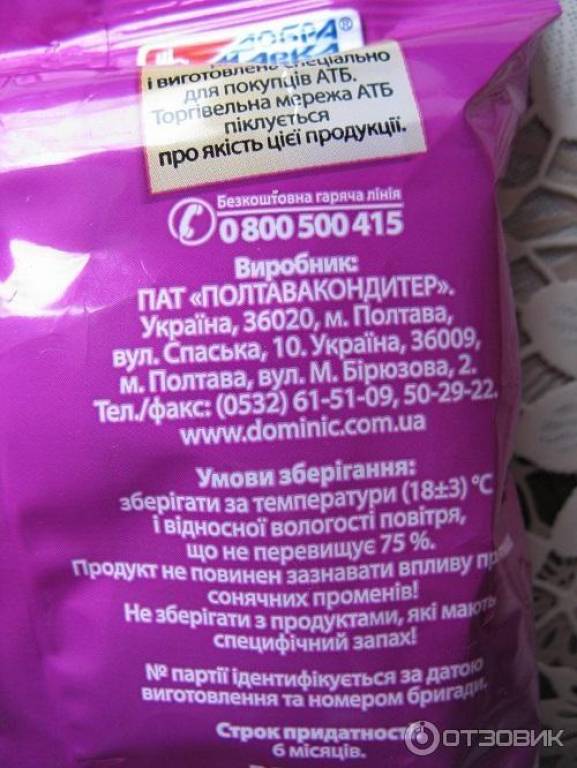 ДОБРА®
МАРКА
і виготовлена спеціально
для покупців АТБ.
Торгівельна мережа АТБ
піклується
про якість цієї продукції.
Безкоштовна гаряча лінія
0 800 500 415
Виробник:
ПАТ «ПОЛТАВАКОНДИТЕР».
Україна, 36020, м. Полтава,
вул. Спаська, 10. Україна, 36009,
м. Полтава, вул. М. Бірюзова, 2.
Тел./факс: (0532) 61-51-09, 50-29-22.
www.dominic.com.ua
Умови зберігання:
зберігати за температури (18±3) °C
і відносної вологості повітря,
що не перевищує 75 %.
Продукт не повинен зазнавати впливу
сонячних променів!
Не зберігати з продуктами, які мають
специфічний запах!
№ партії ідентифікується за датою
виготовлення та номером бригади.
Строк придатності
6 місяців.
ОТЗОВИК